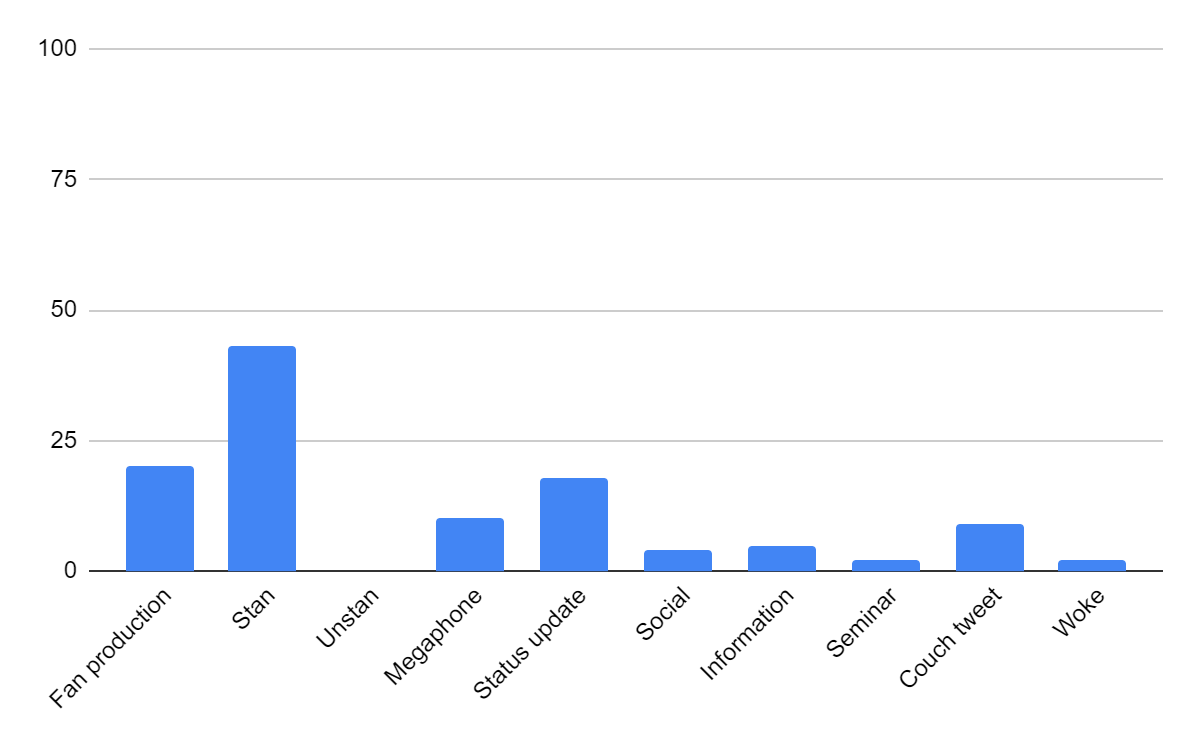 100
75
50
25
0
Fan production
Stan
Unstan
Megaphone
Status update
Social
Information
Seminar
Couch tweet
Woke